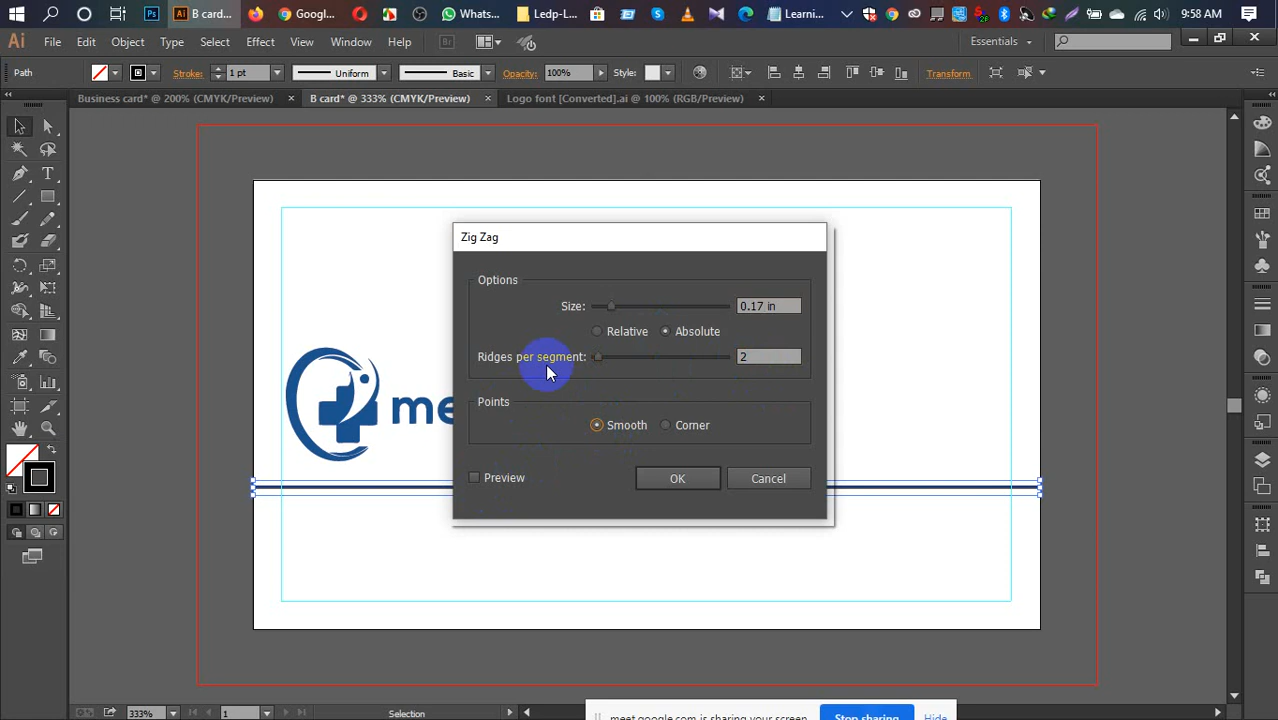 Ps
Ai B card...
Googl...
Whats...
Ledp-L...
Learni...
9:58 AM
Ai File Edit Object Type Select Effect View Window Help Br Essentials
Path Stroke: 1 pt Uniform Basic Opacity: 100% Style: Transform
Business card* @ 200% (CMYK/Preview) × B card* @ 333% (CMYK/Preview) × Logo font [Converted].ai @ 100% (RGB/Preview) ×
Zig Zag
Options
Size: 0.17 in
Relative Absolute
Ridges per segment: 2
me
Points
Smooth Corner
Preview OK Cancel
333% 1 Selection
meet.google.com is sharing your screen. Stop sharing Hide